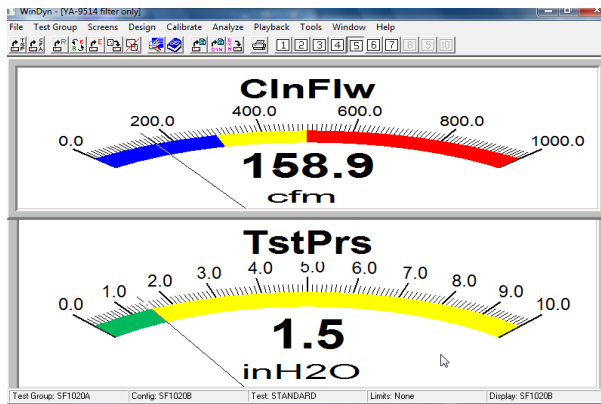 WinDyn - [YA-9514 filter only]
File Test Group Screens Design Calibrate Analyze Playback Tools Window Help
1 2 3 4 5 6 7 8 9 10
ClnFlw
0.0 200.0 400.0 600.0 800.0 1000.0
158.9
cfm
TstPrs
0.0 1.0 2.0 3.0 4.0 5.0 6.0 7.0 8.0 9.0 10.0
1.5
inH2O
Test Group: SF1020A Config: SF1020B Test: STANDARD Limits: None Display: SF1020B